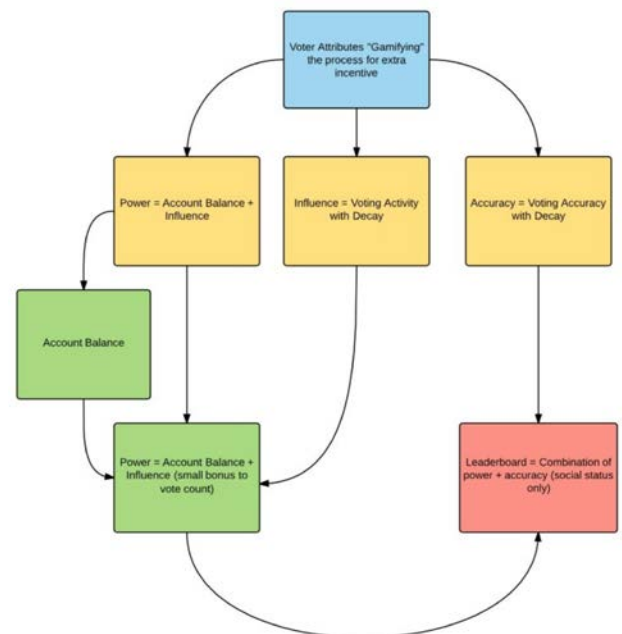 Voter Attributes "Gamifying"
the process for extra
incentive
Power = Account Balance +
Influence
Influence = Voting Activity
with Decay
Accuracy = Voting Accuracy
with Decay
Account Balance
Power = Account Balance +
Influence (small bonus to
vote count)
Leaderboard = Combination of
power + accuracy (social status
only)